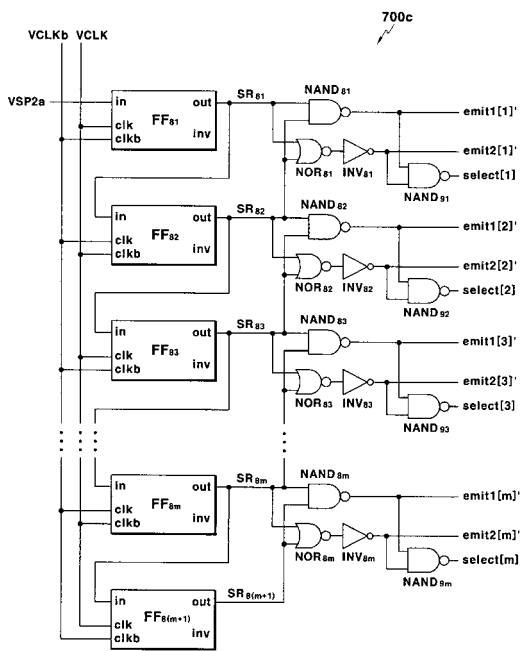 700c
VCLKb VCLK
VSP2a
in out
FF81
clk
clkb inv
SR81
NAND81
emit1[1]'
NOR81 INV81
emit2[1]'
select[1]
NAND91
in out
FF82
clk
clkb inv
SR82
NAND82
emit1[2]'
NOR82 INV82
emit2[2]'
select[2]
NAND92
in out
FF83
clk
clkb inv
SR83
NAND83
emit1[3]'
NOR83 INV83
emit2[3]'
select[3]
NAND93
in out
FF8m
clk
clkb inv
SR8m
NAND8m
emit1[m]'
NOR8m INV8m
emit2[m]'
select[m]
NAND9m
in out
FF8(m+1)
clk
clkb inv
SR8(m+1)